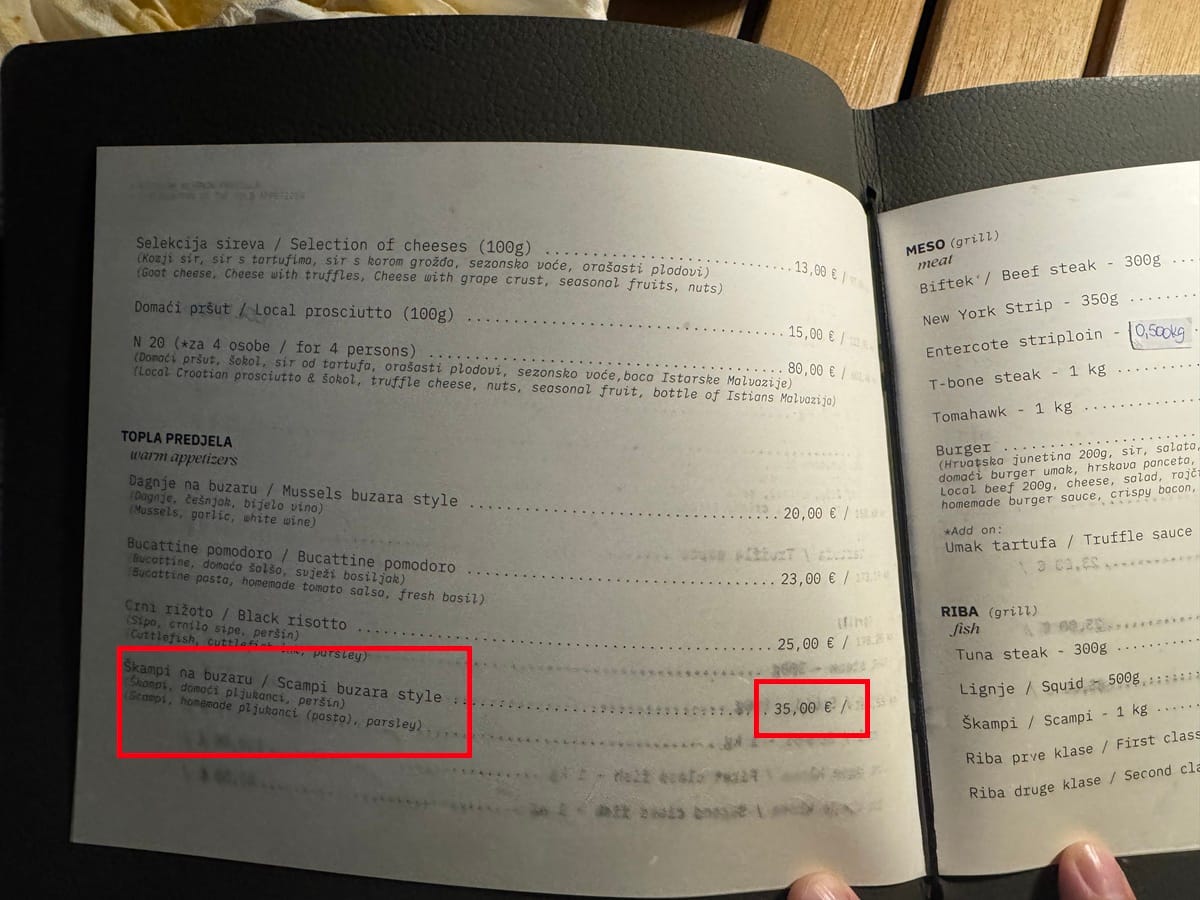 Selekcija sireva / Selection of cheeses (100g) ........................ 13,00 € /
(Kozji sir, sir s tartufima, sir s korom grožđa, sezonsko voće, orašasti plodovi)
(Goat cheese, Cheese with truffles, Cheese with grape crust, seasonal fruits, nuts)
Domaći pršut / Local prosciutto (100g) ........................ 15,00 € /
N 20 (*za 4 osobe / for 4 persons) ........................ 80,00 € /
(Domaći pršut, šokol, sir od tartufa, orašasti plodovi, sezonsko voće,boca Istarske Malvazije)
(Local Croatian prosciutto & šokol, truffle cheese, nuts, seasonal fruit, bottle of Istians Malvazija)
TOPLA PREDJELA
warm appetizers
Dagnje na buzaru / Mussels buzara style ........................ 20,00 € /
(Dagnje, češnjak, bijelo vino)
(Mussels, garlic, white wine)
Bucattine pomodoro / Bucattine pomodoro ........................ 23,00 € /
(Bucattine, domaća šalša, svježi bosiljak)
(Bucattine pasta, homemade tomato salsa, fresh basil)
Crni rižoto / Black risotto ........................ 25,00 € /
(Sipa, crnilo sipe, peršin)
(Cuttlefish, cuttlefish ink, parsley)
Škampi na buzaru / Scampi buzara style ........................ 35,00 € /
(Škampi, domaći pljukanci, peršin)
(Scampi, homemade pljukanci (pasta), parsley)
MESO (grill)
meat
Biftek / Beef steak - 300g ...
New York Strip - 350g ........
Entercote striploin - 0,500kg
T-bone steak - 1 kg ..........
Tomahawk - 1 kg ..............
Burger ........................
(Hrvatska junetina 200g, sir, salata,
domaći burger umak, hrskava panceta,
Local beef 200g, cheese, salad,
homemade burger sauce, crispy bacon,
*Add on:
Umak tartufa / Truffle sauce
RIBA (grill)
fish
Tuna steak - 300g ............
Lignje / Squid - 500g ........
Škampi / Scampi - 1 kg .......
Riba prve klase / First class
Riba druge klase / Second